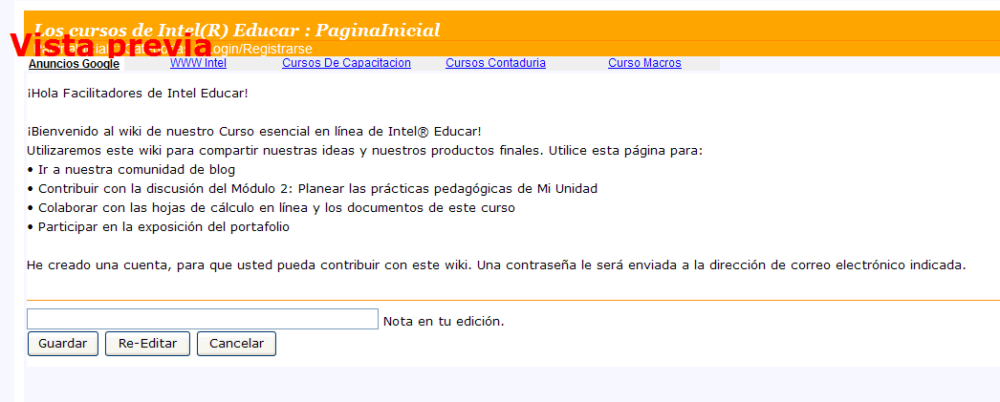 Los cursos de Intel(R) Educar : PaginaInicial
Vista previa
Login/Registrarse
Anuncios Google WWW Intel Cursos De Capacitacion Cursos Contaduria Curso Macros
¡Hola Facilitadores de Intel Educar!
¡Bienvenido al wiki de nuestro Curso esencial en línea de Intel® Educar!
Utilizaremos este wiki para compartir nuestras ideas y nuestros productos finales. Utilice esta página para:
• Ir a nuestra comunidad de blog
• Contribuir con la discusión del Módulo 2: Planear las prácticas pedagógicas de Mi Unidad
• Colaborar con las hojas de cálculo en línea y los documentos de este curso
• Participar en la exposición del portafolio
He creado una cuenta, para que usted pueda contribuir con este wiki. Una contraseña le será enviada a la dirección de correo electrónico indicada.
Nota en tu edición.
Guardar Re-Editar Cancelar